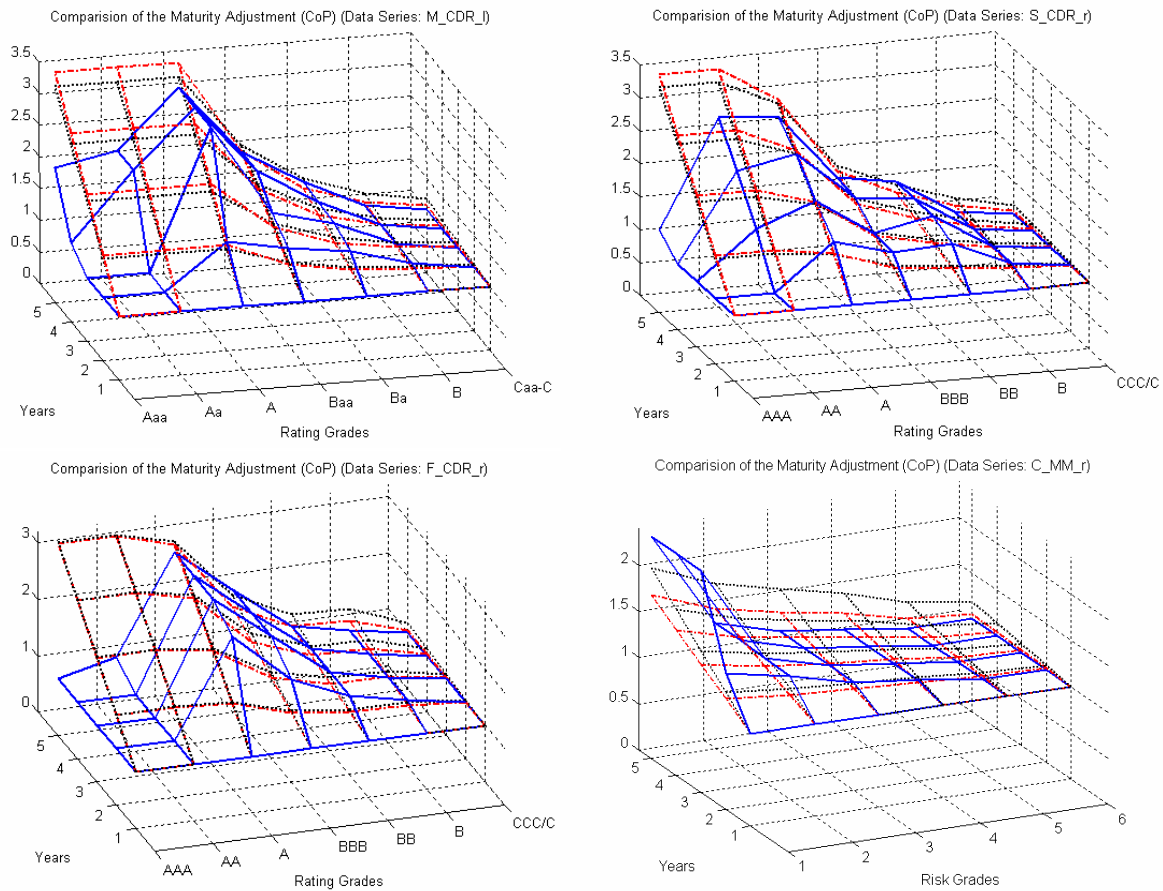 Comparision of the Maturity Adjustment (CoP) (Data Series: M_CDR_l)
3.5
3
2.5
2
1.5
1
0.5
0
5
4
3
2
1
Years
Aaa
Aa
A
Baa
Ba
B
Caa-C
Rating Grades
Comparision of the Maturity Adjustment (CoP) (Data Series: S_CDR_r)
3.5
3
2.5
2
1.5
1
0.5
0
5
4
3
2
1
Years
AAA
AA
A
BBB
BB
B
CCC/C
Rating Grades
Comparision of the Maturity Adjustment (CoP) (Data Series: F_CDR_r)
3
2
1
0
5
4
3
2
1
Years
AAA
AA
A
BBB
BB
B
CCC/C
Rating Grades
Comparision of the Maturity Adjustment (CoP) (Data Series: C_MM_r)
2
1.5
1
0.5
0
5
4
3
2
1
Years
1
2
3
4
5
6
Risk Grades